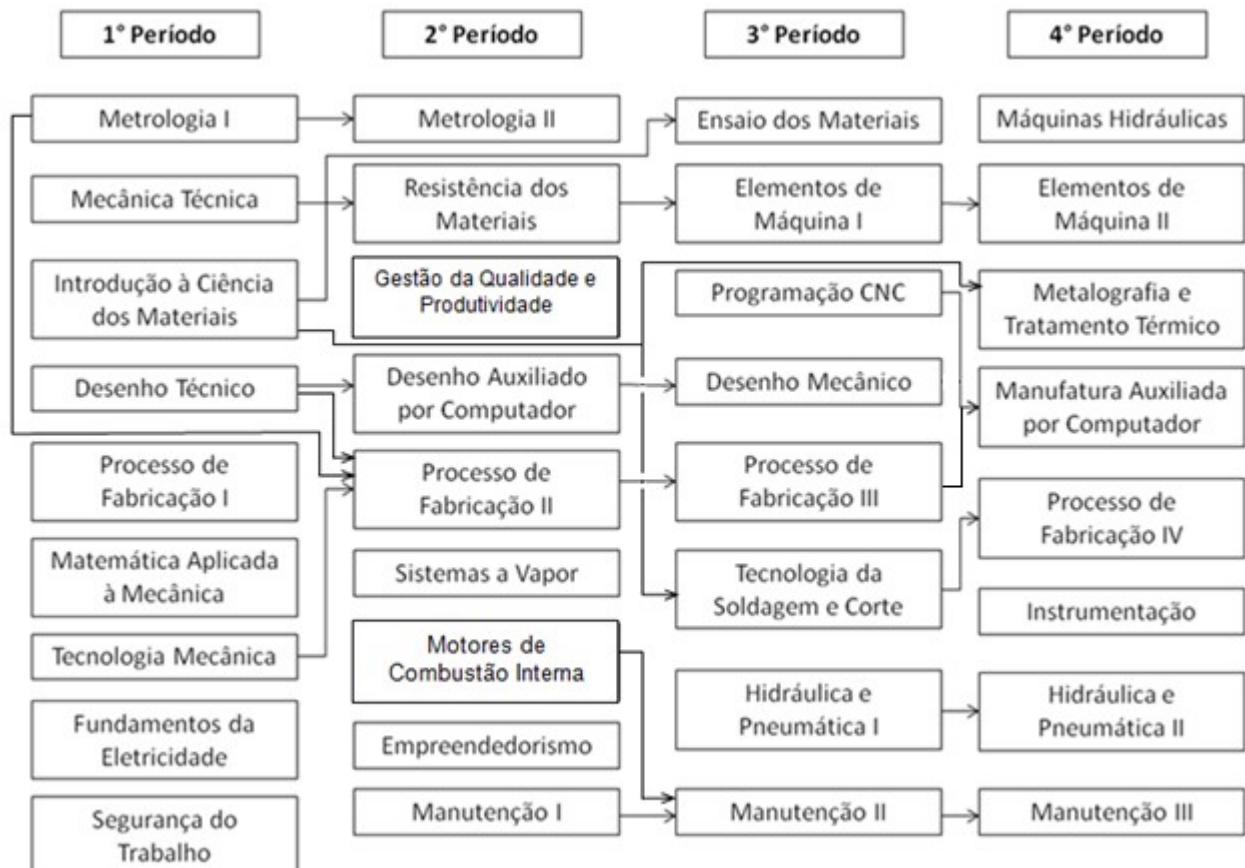 1° Período
2° Período
3° Período
4° Período
Metrologia I
Mecânica Técnica
Introdução à Ciência
dos Materiais
Desenho Técnico
Processo de
Fabricação I
Matemática Aplicada
à Mecânica
Tecnologia Mecânica
Fundamentos da
Eletricidade
Segurança do
Trabalho
Metrologia II
Resistência dos
Materiais
Gestão da Qualidade e
Produtividade
Desenho Auxiliado
por Computador
Processo de
Fabricação II
Sistemas a Vapor
Motores de
Combustão Interna
Empreendedorismo
Manutenção I
Ensaio dos Materiais
Elementos de
Máquina I
Programação CNC
Desenho Mecânico
Processo de
Fabricação III
Tecnologia da
Soldagem e Corte
Hidráulica e
Pneumática I
Manutenção II
Máquinas Hidráulicas
Elementos de
Máquina II
Metalografia e
Tratamento Térmico
Manufatura Auxiliada
por Computador
Processo de
Fabricação IV
Instrumentação
Hidráulica e
Pneumática II
Manutenção III